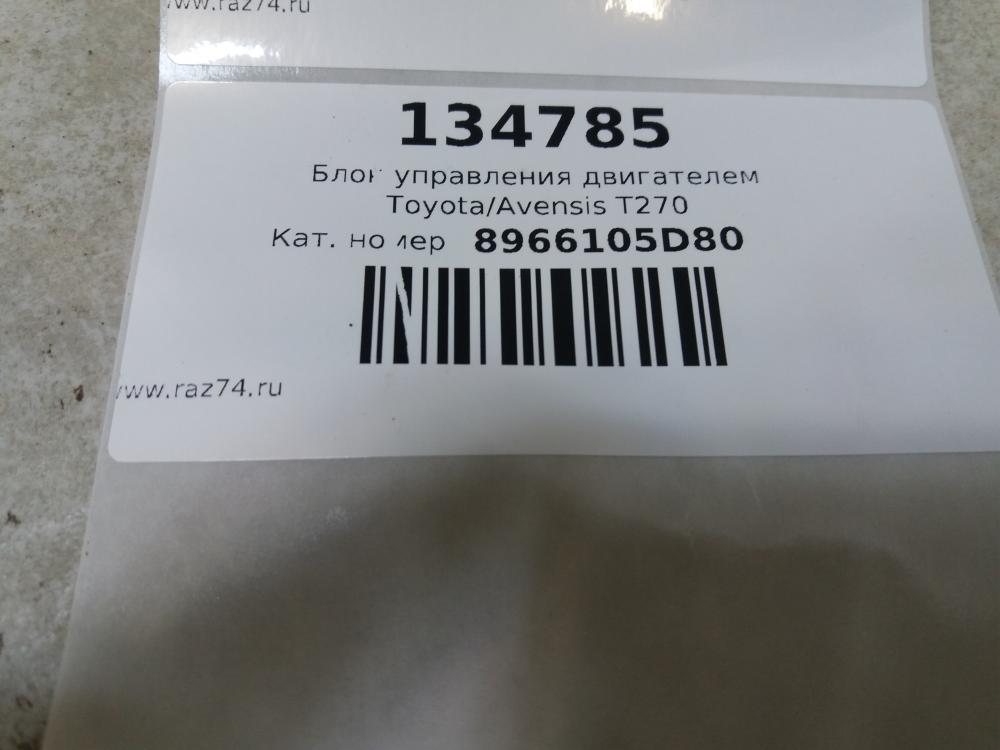 www.raz74.ru
134785
Блок управления двигателем
Toyota/Avensis T270
Кат. номер 8966105D80
www.raz74.ru